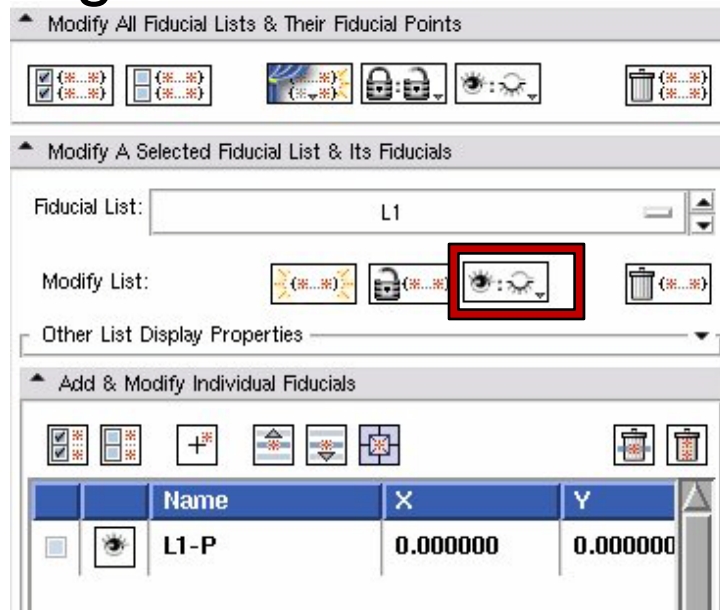 Modify All Fiducial Lists & Their Fiducial Points
Modify A Selected Fiducial List & Its Fiducials
Fiducial List: L1
Modify List:
Other List Display Properties
Add & Modify Individual Fiducials
Name X Y
L1-P 0.000000 0.000000